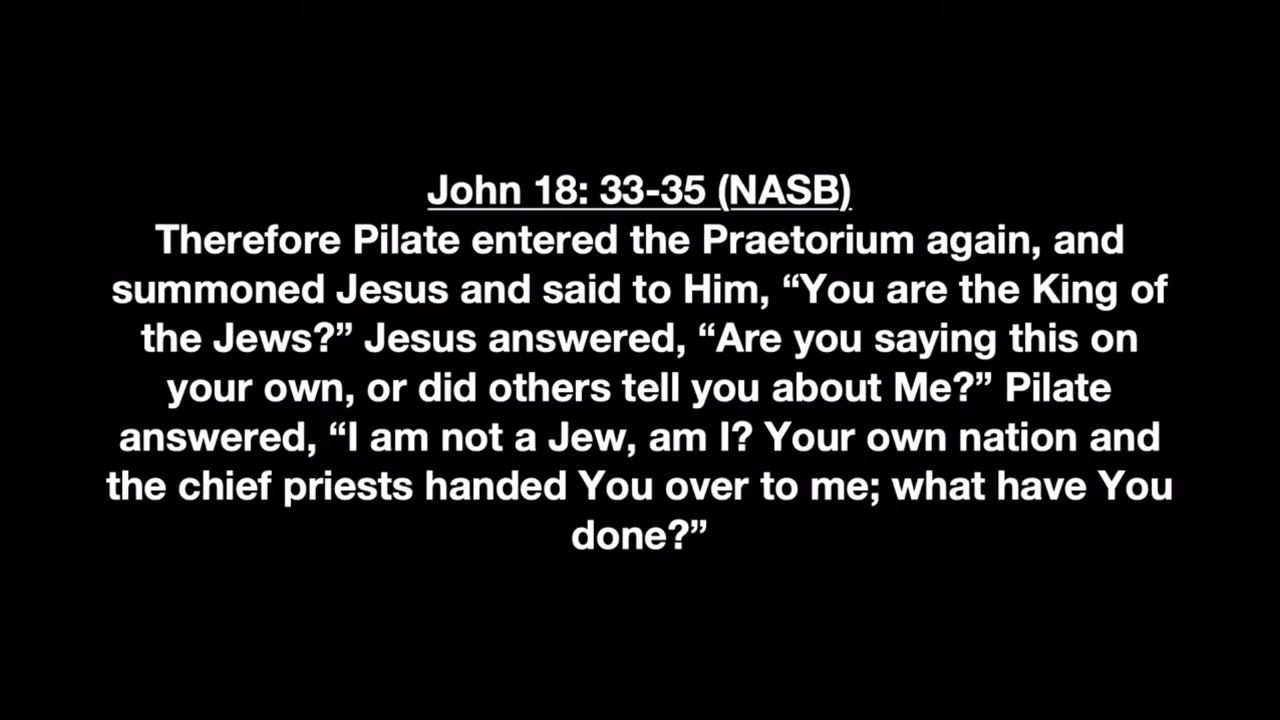 John 18: 33-35 (NASB)
Therefore Pilate entered the Praetorium again, and
summoned Jesus and said to Him, “You are the King of
the Jews?” Jesus answered, “Are you saying this on
your own, or did others tell you about Me?” Pilate
answered, “I am not a Jew, am I? Your own nation and
the chief priests handed You over to me; what have You
done?”